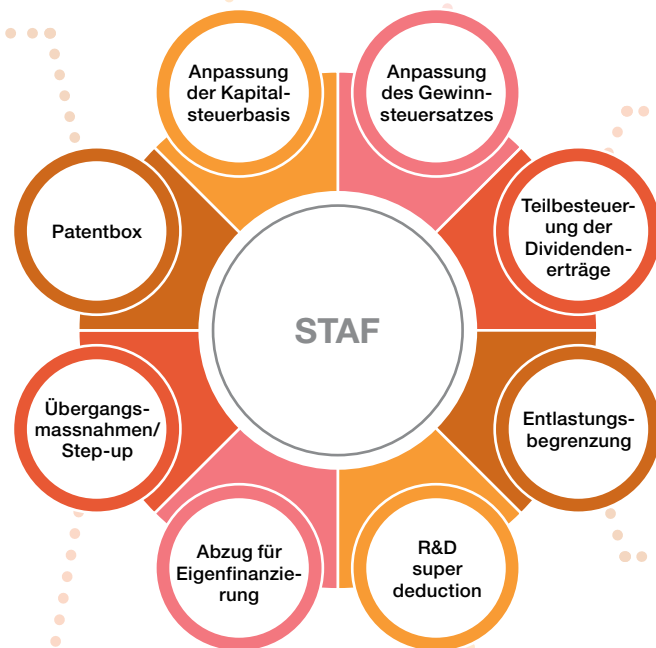 Anpassung
der Kapital-
steuerbasis
Anpassung
des Gewinn-
steuersatzes
Patentbox
Teilbesteuer-
ung der
Dividenden-
erträge
STAF
Übergangs-
massnahmen/
Step-up
Entlastungs-
begrenzung
Abzug für
Eigenfinanzie-
rung
R&D
super
deduction